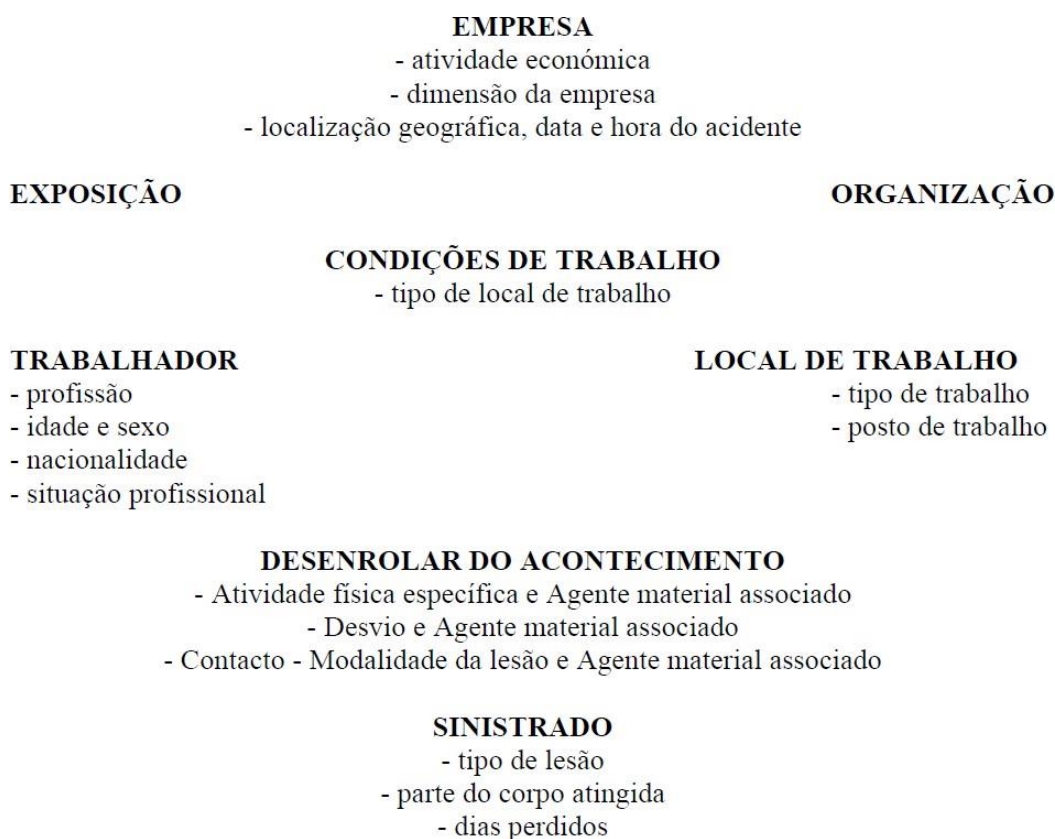 EMPRESA
- atividade económica
- dimensão da empresa
- localização geográfica, data e hora do acidente
EXPOSIÇÃO
ORGANIZAÇÃO
CONDIÇÕES DE TRABALHO
- tipo de local de trabalho
TRABALHADOR
- profissão
- idade e sexo
- nacionalidade
- situação profissional
LOCAL DE TRABALHO
- tipo de trabalho
- posto de trabalho
DESENROLAR DO ACONTECIMENTO
- Atividade física específica e Agente material associado
- Desvio e Agente material associado
- Contacto - Modalidade da lesão e Agente material associado
SINISTRADO
- tipo de lesão
- parte do corpo atingida
- dias perdidos